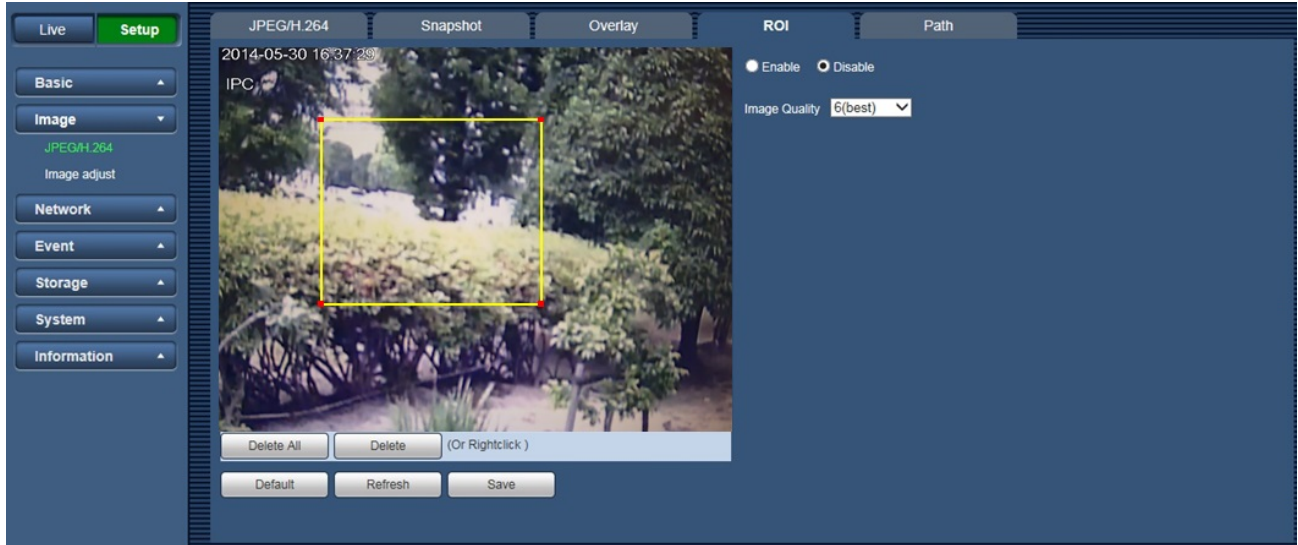 Live Setup
Basic
Image
JPEG/H.264
Image adjust
Network
Event
Storage
System
Information
JPEG/H.264 Snapshot Overlay ROI Path
2014-05-30 16:37:29
IPC
Enable Disable
Image Quality 6(best)
Delete All Delete (Or Rightclick )
Default Refresh Save